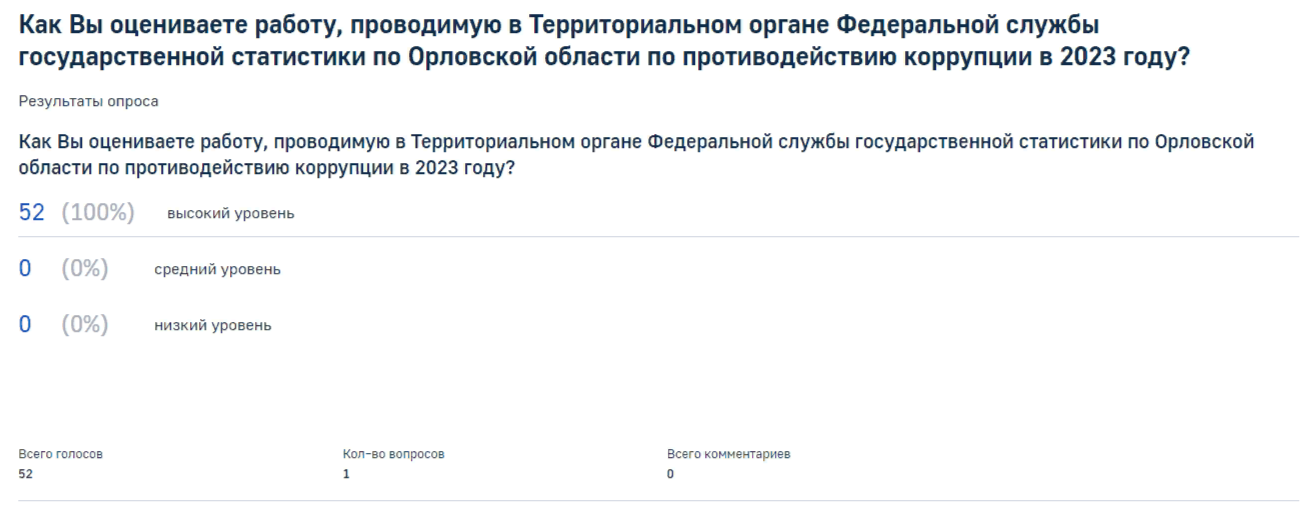 Как Вы оцениваете работу, проводимую в Территориальном органе Федеральной службы
государственной статистики по Орловской области по противодействию коррупции в 2023 году?
Результаты опроса
Как Вы оцениваете работу, проводимую в Территориальном органе Федеральной службы государственной статистики по Орловской
области по противодействию коррупции в 2023 году?
52 (100%) высокий уровень
0 (0%) средний уровень
0 (0%) низкий уровень
Всего голосов Кол-во вопросов Всего комментариев
52 1 0